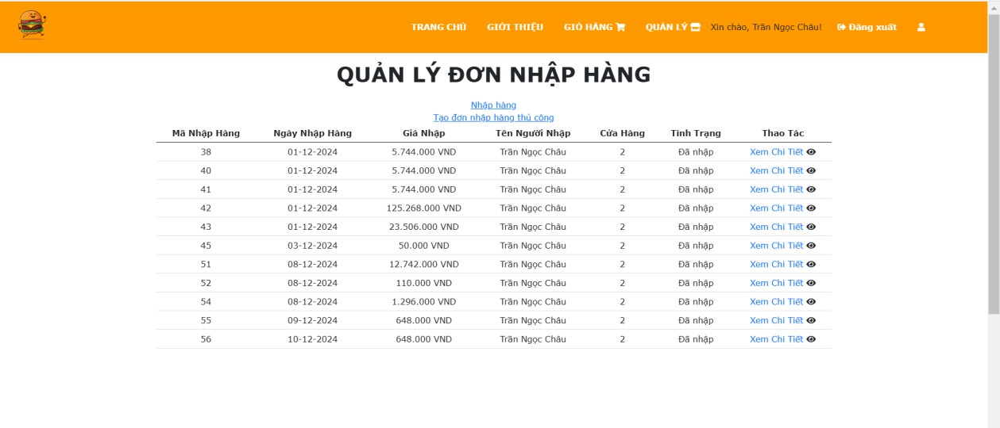 TRANG CHỦ GIỚI THIỆU GIỎ HÀNG QUẢN LÝ Xin chào, Trần Ngọc Châu! Đăng xuất
QUẢN LÝ ĐƠN NHẬP HÀNG
Nhập hàng
Tạo đơn nhập hàng thủ công
Mã Nhập Hàng Ngày Nhập Hàng Giá Nhập Tên Người Nhập Cửa Hàng Tình Trạng Thao Tác
38 01-12-2024 5.744.000 VND Trần Ngọc Châu 2 Đã nhập Xem Chi Tiết
40 01-12-2024 5.744.000 VND Trần Ngọc Châu 2 Đã nhập Xem Chi Tiết
41 01-12-2024 5.744.000 VND Trần Ngọc Châu 2 Đã nhập Xem Chi Tiết
42 01-12-2024 125.268.000 VND Trần Ngọc Châu 2 Đã nhập Xem Chi Tiết
43 01-12-2024 23.506.000 VND Trần Ngọc Châu 2 Đã nhập Xem Chi Tiết
45 03-12-2024 50.000 VND Trần Ngọc Châu 2 Đã nhập Xem Chi Tiết
51 08-12-2024 12.742.000 VND Trần Ngọc Châu 2 Đã nhập Xem Chi Tiết
52 08-12-2024 110.000 VND Trần Ngọc Châu 2 Đã nhập Xem Chi Tiết
54 08-12-2024 1.296.000 VND Trần Ngọc Châu 2 Đã nhập Xem Chi Tiết
55 09-12-2024 648.000 VND Trần Ngọc Châu 2 Đã nhập Xem Chi Tiết
56 10-12-2024 648.000 VND Trần Ngọc Châu 2 Đã nhập Xem Chi Tiết